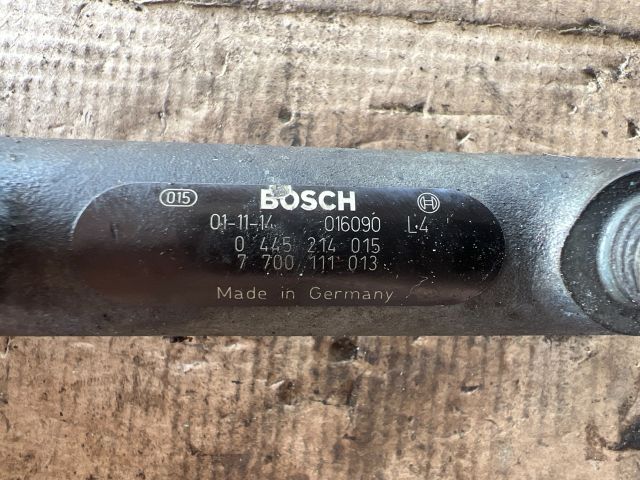 015 BOSCH
01-11-14 016090 L4
0 445 214 015
7 700 111 013
Made in Germany